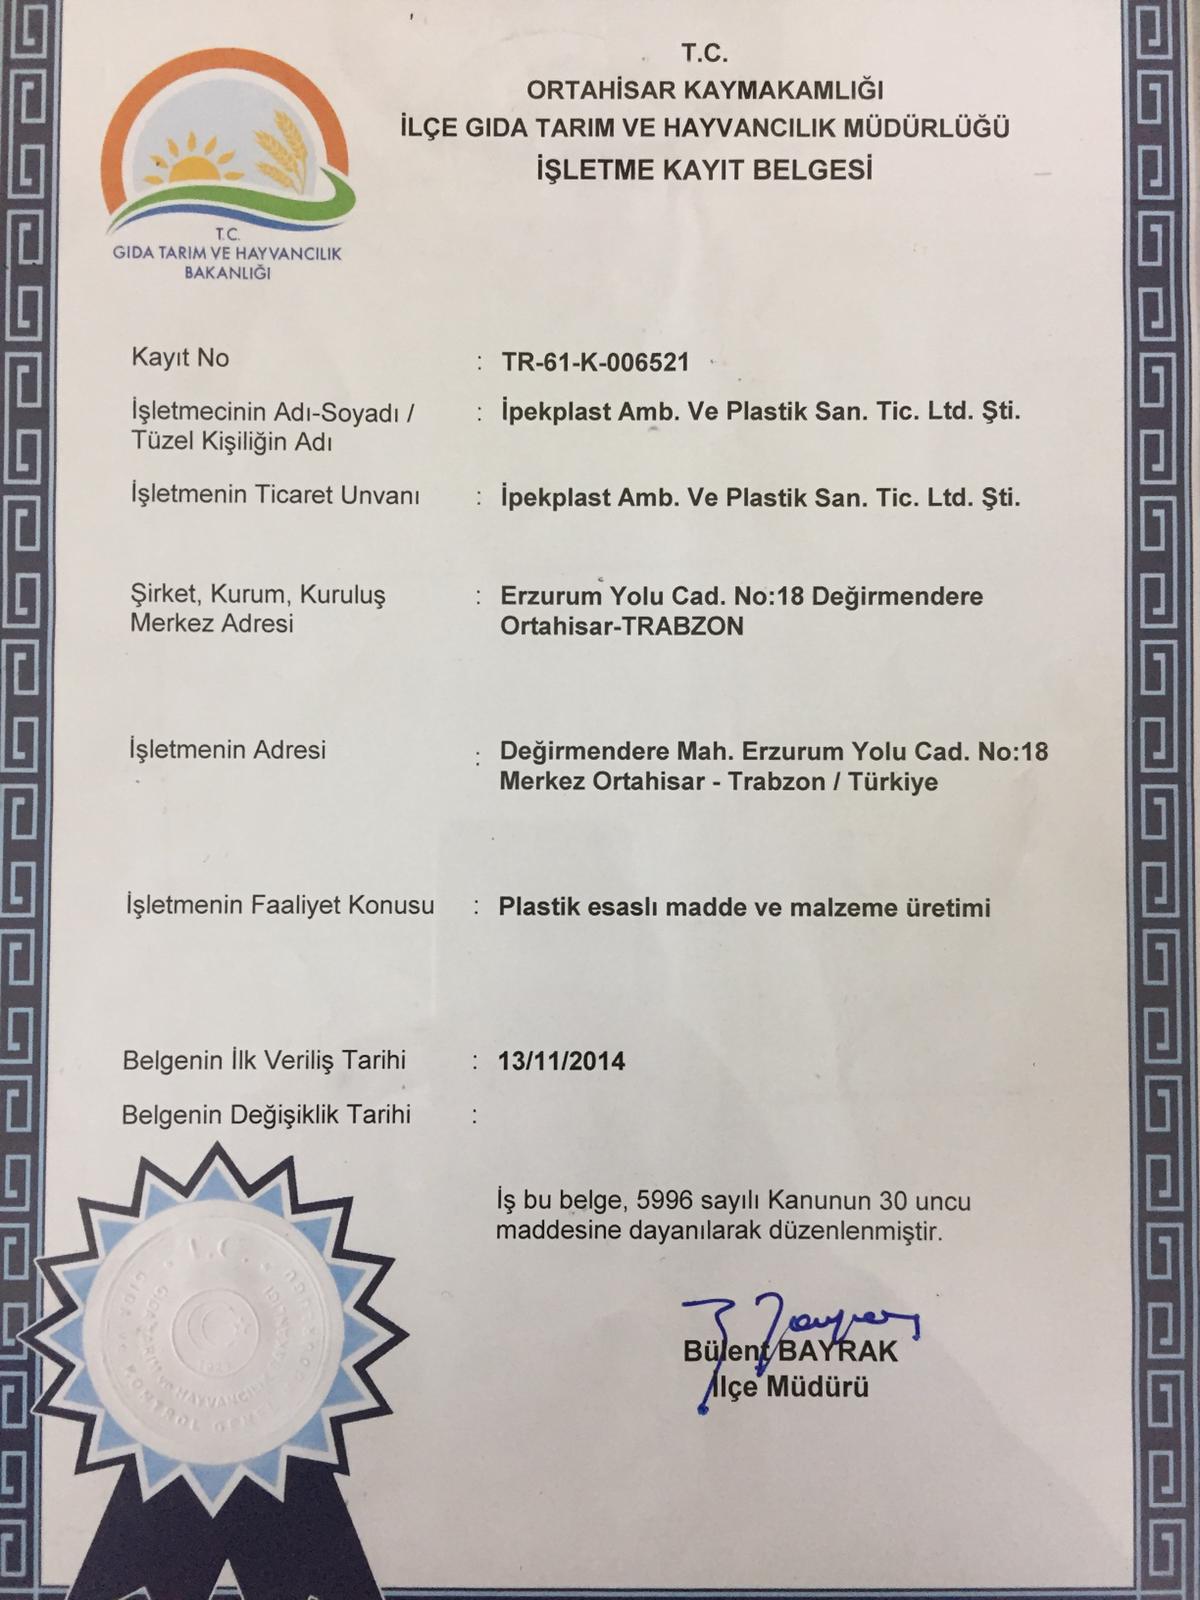 T.C.
ORTAHİSAR KAYMAKAMLIĞI
İLÇE GIDA TARIM VE HAYVANCILIK MÜDÜRLÜĞÜ
İŞLETME KAYIT BELGESİ
T.C.
GIDA TARIM VE HAYVANCILIK
BAKANLIĞI
Kayıt No : TR-61-K-006521
İşletmecinin Adı-Soyadı / : İpekplast Amb. Ve Plastik San. Tic. Ltd. Şti.
Tüzel Kişiliğin Adı
İşletmenin Ticaret Unvanı : İpekplast Amb. Ve Plastik San. Tic. Ltd. Şti.
Şirket, Kurum, Kuruluş : Erzurum Yolu Cad. No:18 Değirmendere
Merkez Adresi Ortahisar-TRABZON
İşletmenin Adresi : Değirmendere Mah. Erzurum Yolu Cad. No:18
Merkez Ortahisar - Trabzon / Türkiye
İşletmenin Faaliyet Konusu : Plastik esaslı madde ve malzeme üretimi
Belgenin İlk Veriliş Tarihi : 13/11/2014
Belgenin Değişiklik Tarihi :
İş bu belge, 5996 sayılı Kanunun 30 uncu
maddesine dayanılarak düzenlenmiştir.
Bülent BAYRAK
İlçe Müdürü
T.C.
GIDA TARIM VE HAYVANCILIK BAKANLIĞI